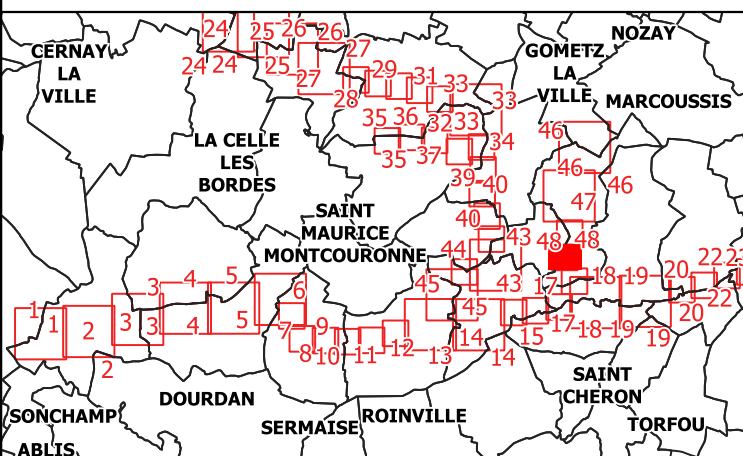 24 25 26 26
NOZAY
CERNAY
LA
VILLE
24 24 25 27 27
GOMETZ
LA
VILLE
29 31 33 33
28
MARCOUSSIS
35 36 32 33 34
46
LA CELLE
LES
BORDES
35 37
46 46
39 40
47
SAINT
MAURICE
MONTCOURONNE
40
43
48 48
44
22
4 5 45 43 17 18 19 20
3 6
1 1 2 3 3 4 5 7 9 45 17 18 19 20 22
8 10 11 12 13 14 15 19
2 14
SAINT
CHERON
DOURDAN
SONCHAMP
ABLIS
SERMAISE
ROINVILLE
TORFOU